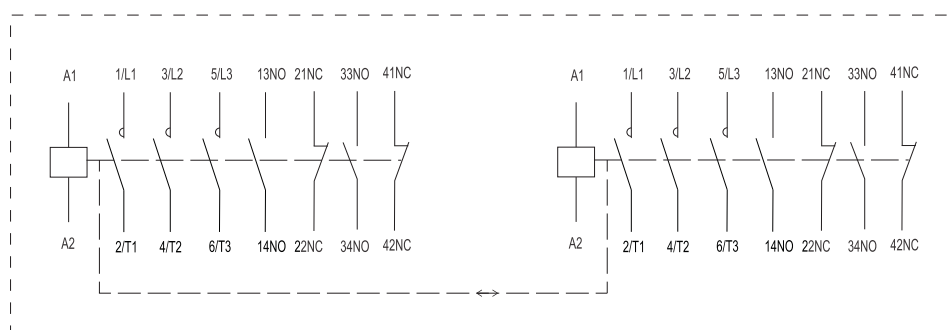 A1 1/L1 3/L2 5/L3 13NO 21NC 33NO 41NC A1 1/L1 3/L2 5/L3 13NO 21NC 33NO 41NC
A2 2/T1 4/T2 6/T3 14NO 22NC 34NO 42NC A2 2/T1 4/T2 6/T3 14NO 22NC 34NO 42NC